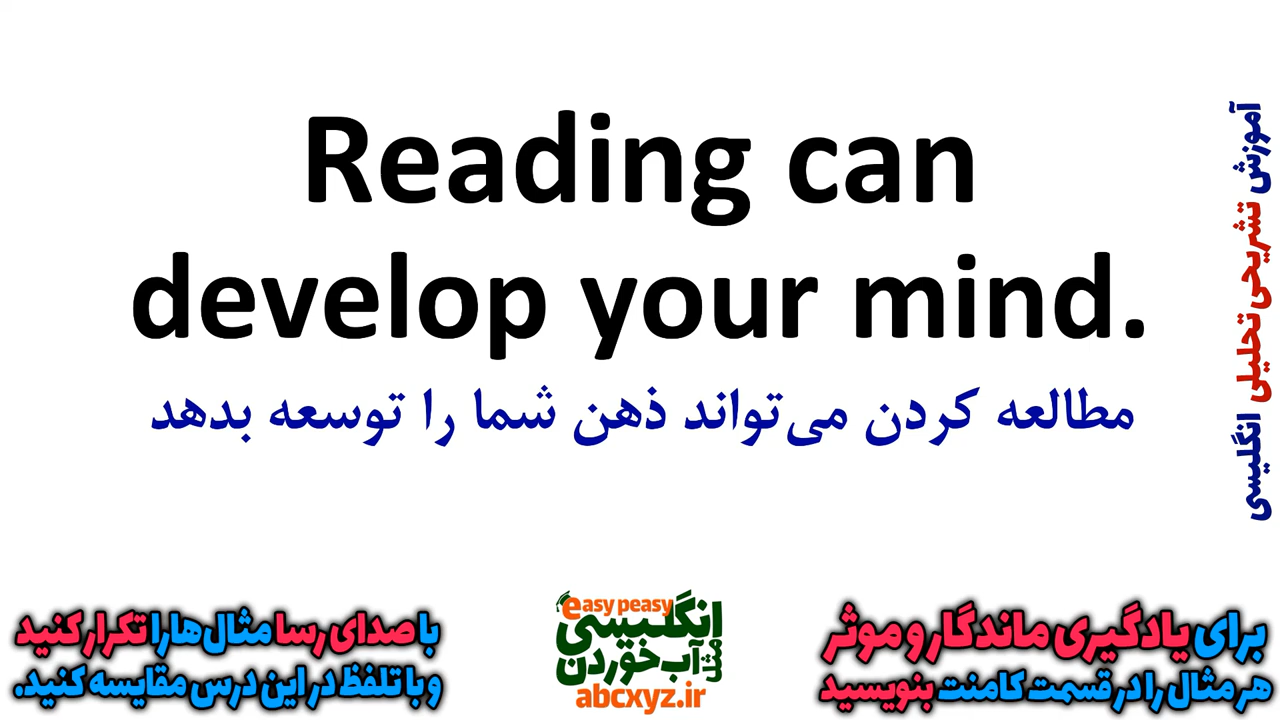 Reading can
develop your mind.
مطالعه کردن می‌تواند ذهن شما را توسعه بدهد
آموزش تشریحی تحلیلی انگلیسی
برای یادگیری ماندگار و موثر
هر مثال را در قسمت کامنت بنویسید
easy peasy
انگلیسی
مثل آب خوردن
abcxyz.ir
با صدای رسا مثال‌ها را تکرار کنید
و با تلفظ در این درس مقایسه کنید.